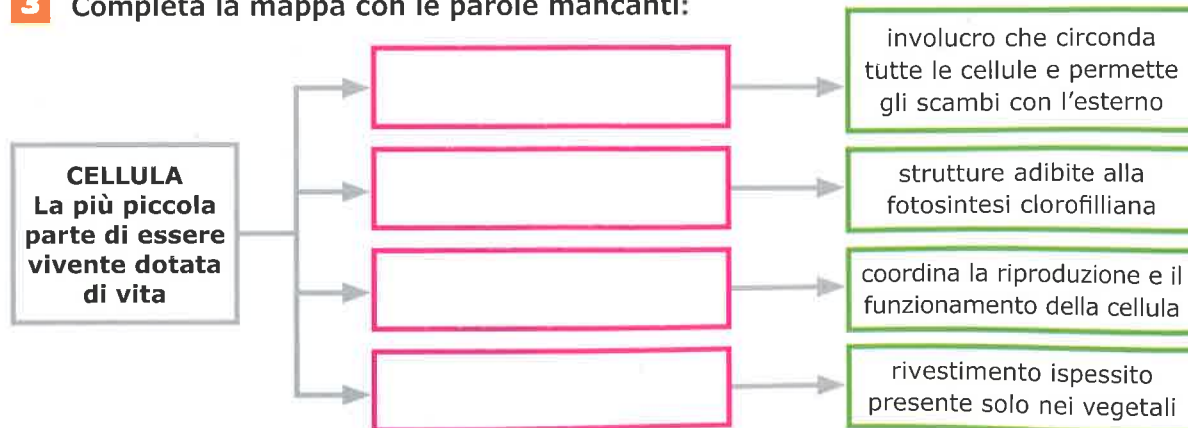 3 Completa la mappa con le parole mancanti:
involucro che circonda
tutte le cellule e permette
gli scambi con l'esterno
CELLULA
La più piccola
parte di essere
vivente dotata
di vita
strutture adibite alla
fotosintesi clorofilliana
coordina la riproduzione e il
funzionamento della cellula
rivestimento ispessito
presente solo nei vegetali